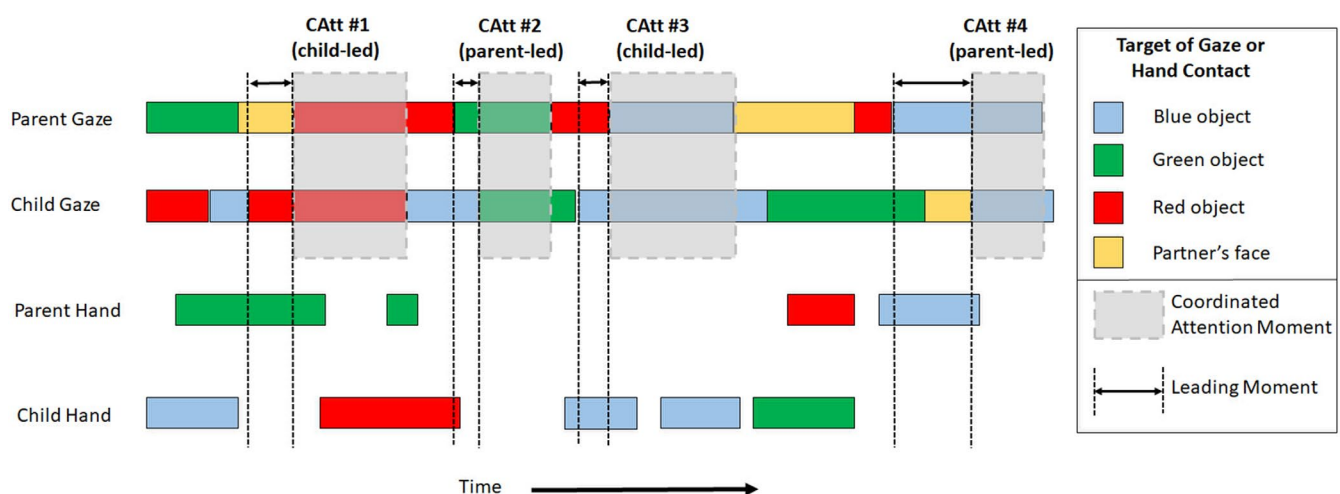 CAtt #1
(child-led)
CAtt #2
(parent-led)
CAtt #3
(child-led)
CAtt #4
(parent-led)
Parent Gaze
Child Gaze
Parent Hand
Child Hand
Time
Target of Gaze or
Hand Contact
Blue object
Green object
Red object
Partner's face
Coordinated
Attention Moment
Leading Moment